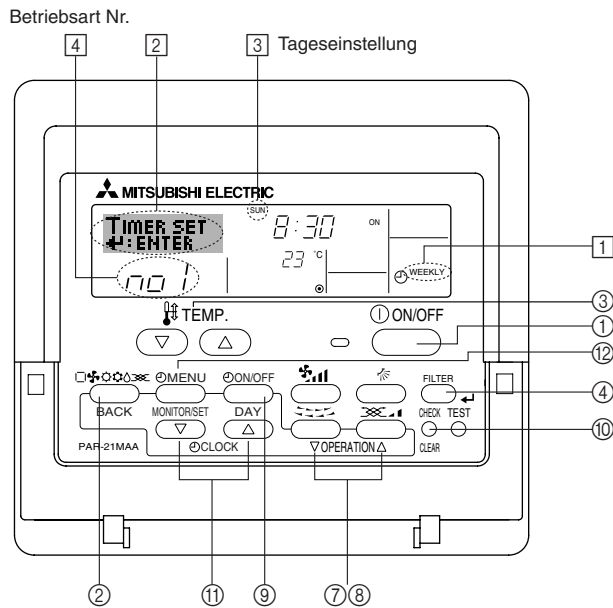 Betriebsart Nr.
4 2 3 Tageseinstellung
MITSUBISHI ELECTRIC
SUN
TIMER SET 8:30 ON
:ENTER
23 °C WEEKLY 1
no 1
TEMP. ON/OFF
③
①
⑫
MENU ON/OFF FILTER
④
BACK MONITOR/SET DAY CHECK TEST
⑩
PAR-21MAA CLOCK OPERATION CLEAR
② ⑪ ⑨ ⑦⑧